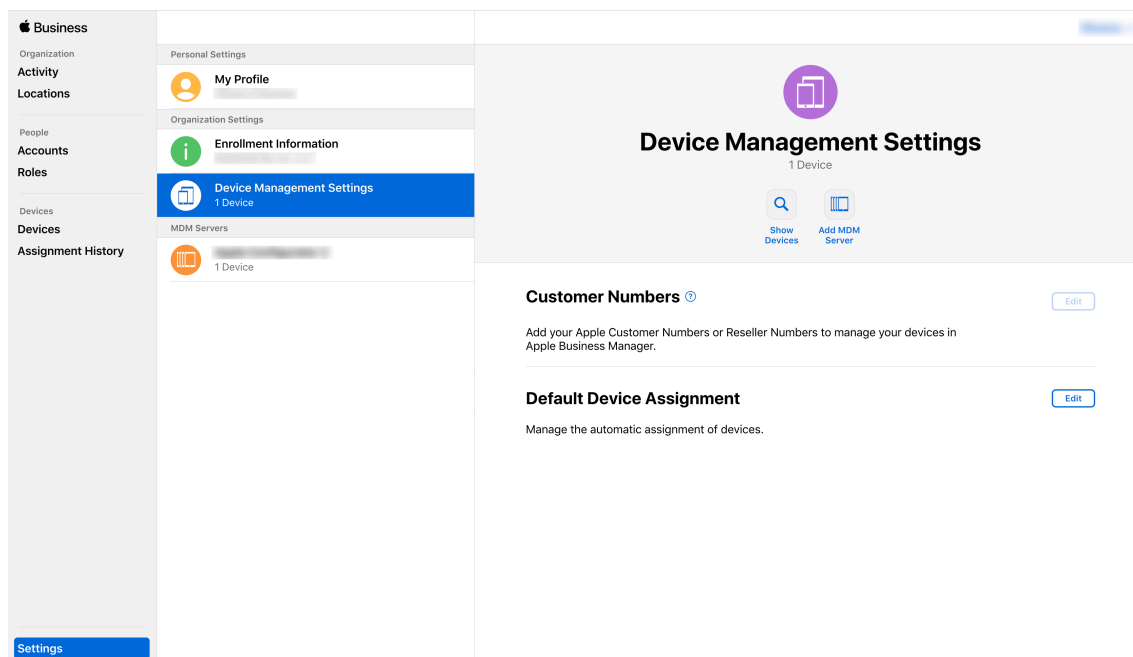 Business
Organization
Activity
Locations
People
Accounts
Roles
Devices
Devices
Assignment History
Settings
Personal Settings
My Profile
Organization Settings
Enrollment Information
Device Management Settings
1 Device
MDM Servers
1 Device
Device Management Settings
1 Device
Show
Devices
Add MDM
Server
Customer Numbers ?
Edit
Add your Apple Customer Numbers or Reseller Numbers to manage your devices in
Apple Business Manager.
Default Device Assignment
Edit
Manage the automatic assignment of devices.